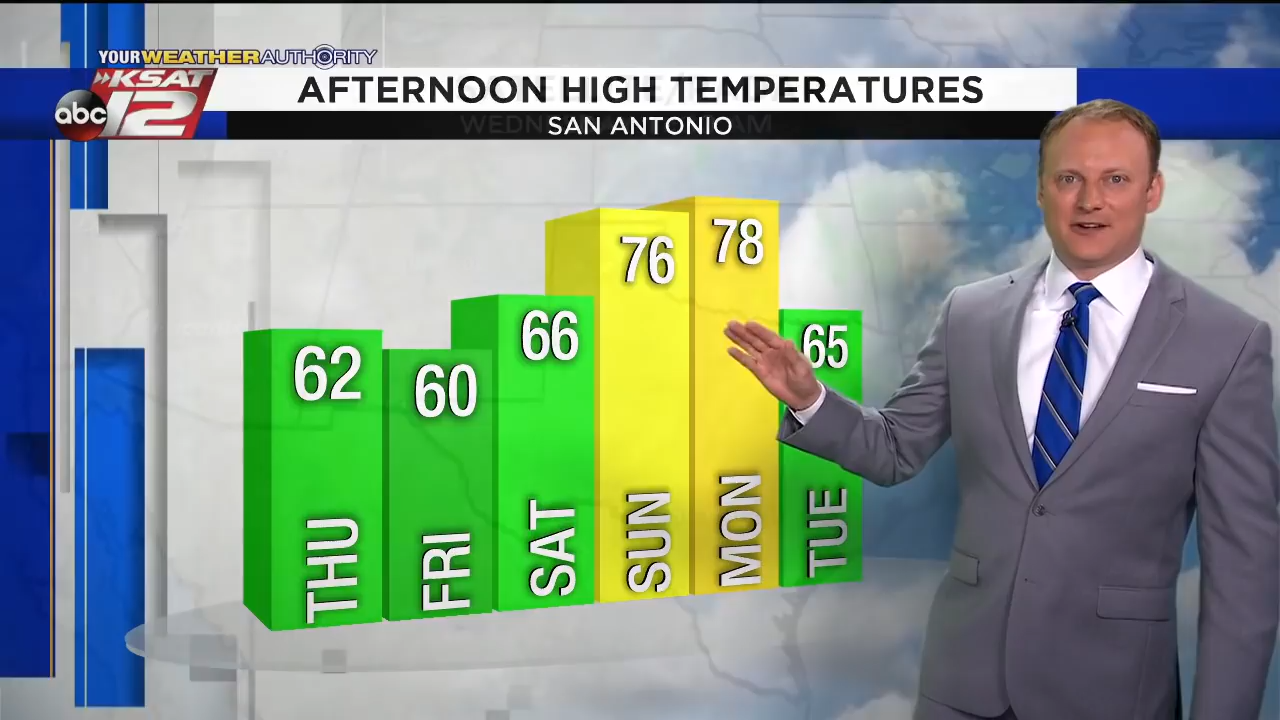 YOUR WEATHER AUTHORITY
KSAT
abc 12
AFTERNOON HIGH TEMPERATURES
SAN ANTONIO
62
60
66
76
78
65
THU
FRI
SAT
SUN
MON
TUE